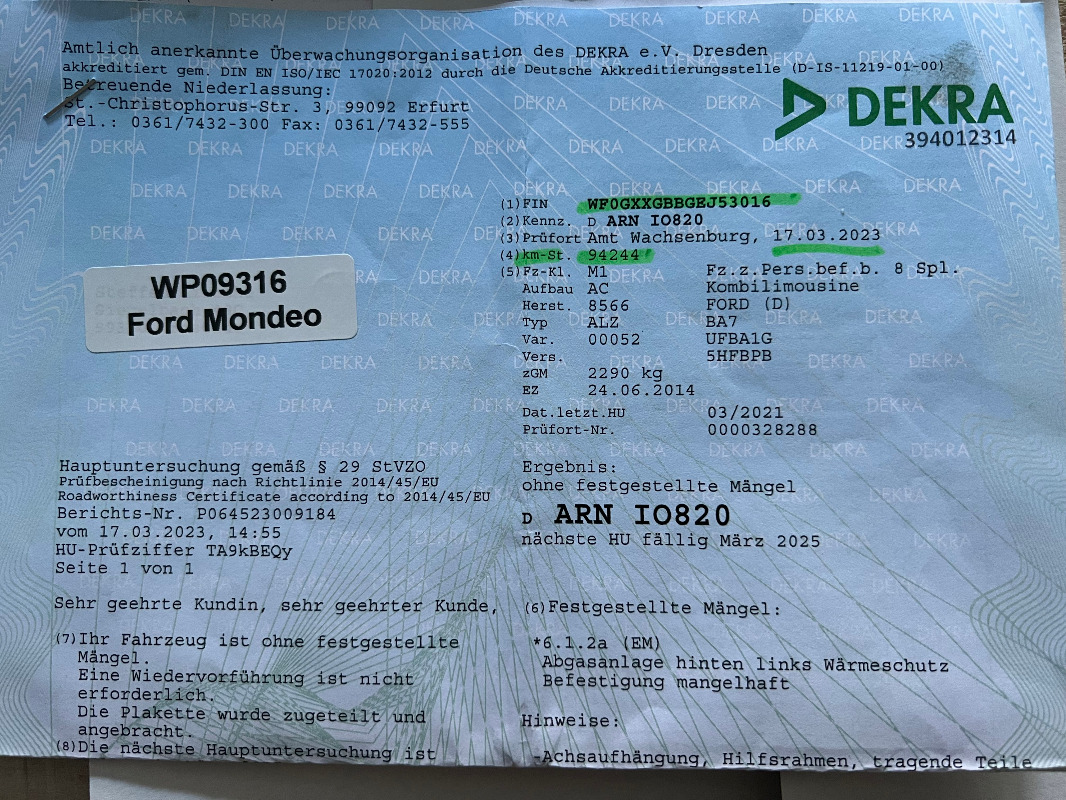 Amtlich anerkannte Überwachungsorganisation des DEKRA e.V. Dresden
akkreditiert gem. DIN EN ISO/IEC 17020:2012 durch die Deutsche Akkreditierungsstelle (D-IS-11219-01-00)
Betreuende Niederlassung:
St.-Christophorus-Str. 3, 99092 Erfurt
Tel.: 0361/7432-300 Fax: 0361/7432-555
DEKRA
394012314
(1)FIN WF0GXXGBBGEJ53016
(2)Kennz. D ARN IO820
(3)Prüfort Amt Wachsenburg, 17.03.2023
(4)km-St. 94244
(5)Fz-Kl. M1 Fz.z.Pers.bef.b. 8 Spl.
Aufbau AC Kombilimousine
Herst. 8566 FORD (D)
Typ ALZ BA7
Var. 00052 UFBA1G
Vers. 5HFBPB
zGM 2290 kg
EZ 24.06.2014
Dat.letzt.HU 03/2021
Prüfort-Nr. 0000328288
WP09316
Ford Mondeo
Hauptuntersuchung gemäß § 29 StVZO
Prüfbescheinigung nach Richtlinie 2014/45/EU
Roadworthiness Certificate according to 2014/45/EU
Berichts-Nr. P064523009184
vom 17.03.2023, 14:55
HU-Prüfziffer TA9kBEQy
Seite 1 von 1
Ergebnis:
ohne festgestellte Mängel
D ARN IO820
nächste HU fällig März 2025
Sehr geehrte Kundin, sehr geehrter Kunde,
(7)Ihr Fahrzeug ist ohne festgestellte
Mängel.
Eine Wiedervorführung ist nicht
erforderlich.
Die Plakette wurde zugeteilt und
angebracht.
(8)Die nächste Hauptuntersuchung ist
(6)Festgestellte Mängel:
*6.1.2a (EM)
Abgasanlage hinten links Wärmeschutz
Befestigung mangelhaft
Hinweise:
-Achsaufhängung, Hilfsrahmen, tragende Teile